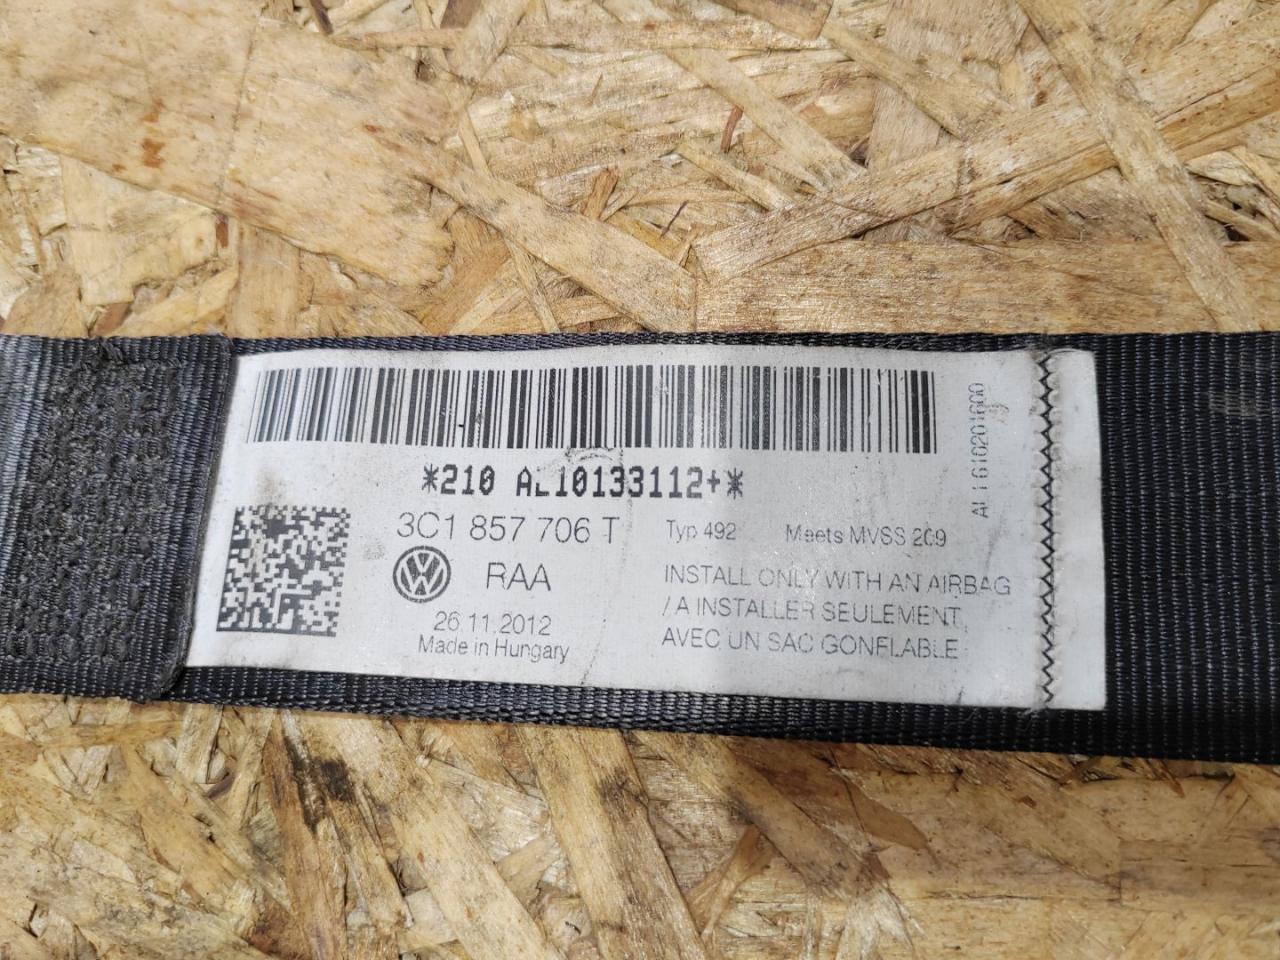 *210 AL10133112+*
3C1 857 706 T
Typ 492 Meets MVSS 209
RAA
INSTALL ONLY WITH AN AIRBAG
/ A INSTALLER SEULEMENT
AVEC UN SAC GONFLABLE
26.11.2012
Made in Hungary